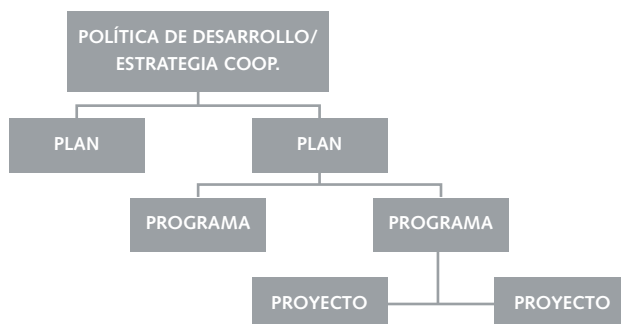 POLÍTICA DE DESARROLLO/
ESTRATEGIA COOP.
PLAN
PLAN
PROGRAMA
PROGRAMA
PROYECTO
PROYECTO